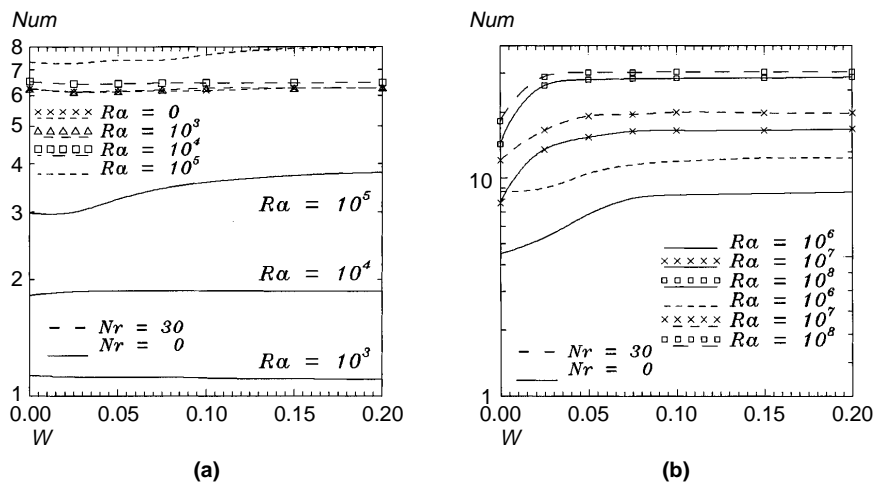 Num
8
7
6
5
4
3
2
1
×××××× Ra = 0
Ra = 10³
Ra = 10⁴
Ra = 10⁵
Ra = 10⁵
Ra = 10⁴
Nr = 30
Nr = 0
Ra = 10³
0.00 0.05 0.10 0.15 0.20
W
(a)
Num
10
1
Ra = 10⁶
Ra = 10⁷
Ra = 10⁸
Ra = 10⁶
Ra = 10⁷
Ra = 10⁸
Nr = 30
Nr = 0
0.00 0.05 0.10 0.15 0.20
W
(b)